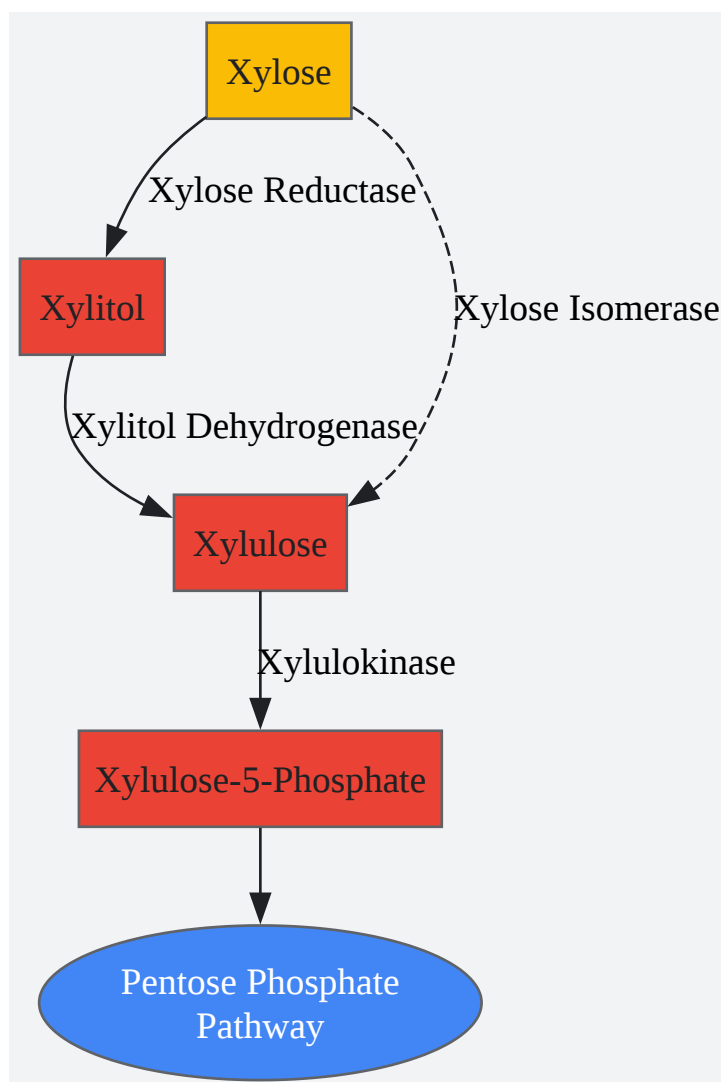 Xylose
Xylose Reductase
Xylitol
Xylose Isomerase
Xylitol Dehydrogenase
Xylulose
Xylulokinase
Xylulose-5-Phosphate
Pentose Phosphate
Pathway